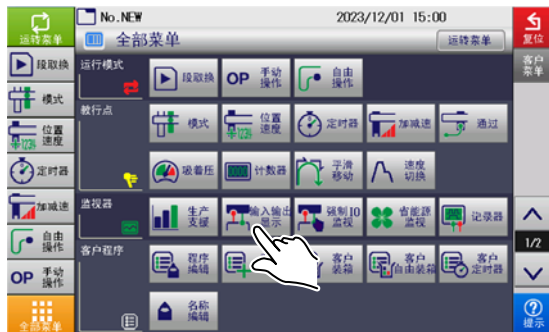 No.NEW
2023/12/01 15:00
全部菜单
运转菜单
运转菜单
段取换
模式
位置
速度
定时器
加减速
自由
操作
OP 手动
操作
全部菜单
运行模式
段取换
OP 手动
操作
自由
操作
教行点
模式
位置
速度
定时器
加减速
通过
吸着压
计数器
平滑
移动
速度
切换
监视器
生产
支援
输入输出
显示
强制IO
监视
省能源
监视
记录器
客户程序
程序
编辑
客户
装箱
客户
自由装箱
客户
定时器
名称
编辑
复位
客户
菜单
1/2
提示